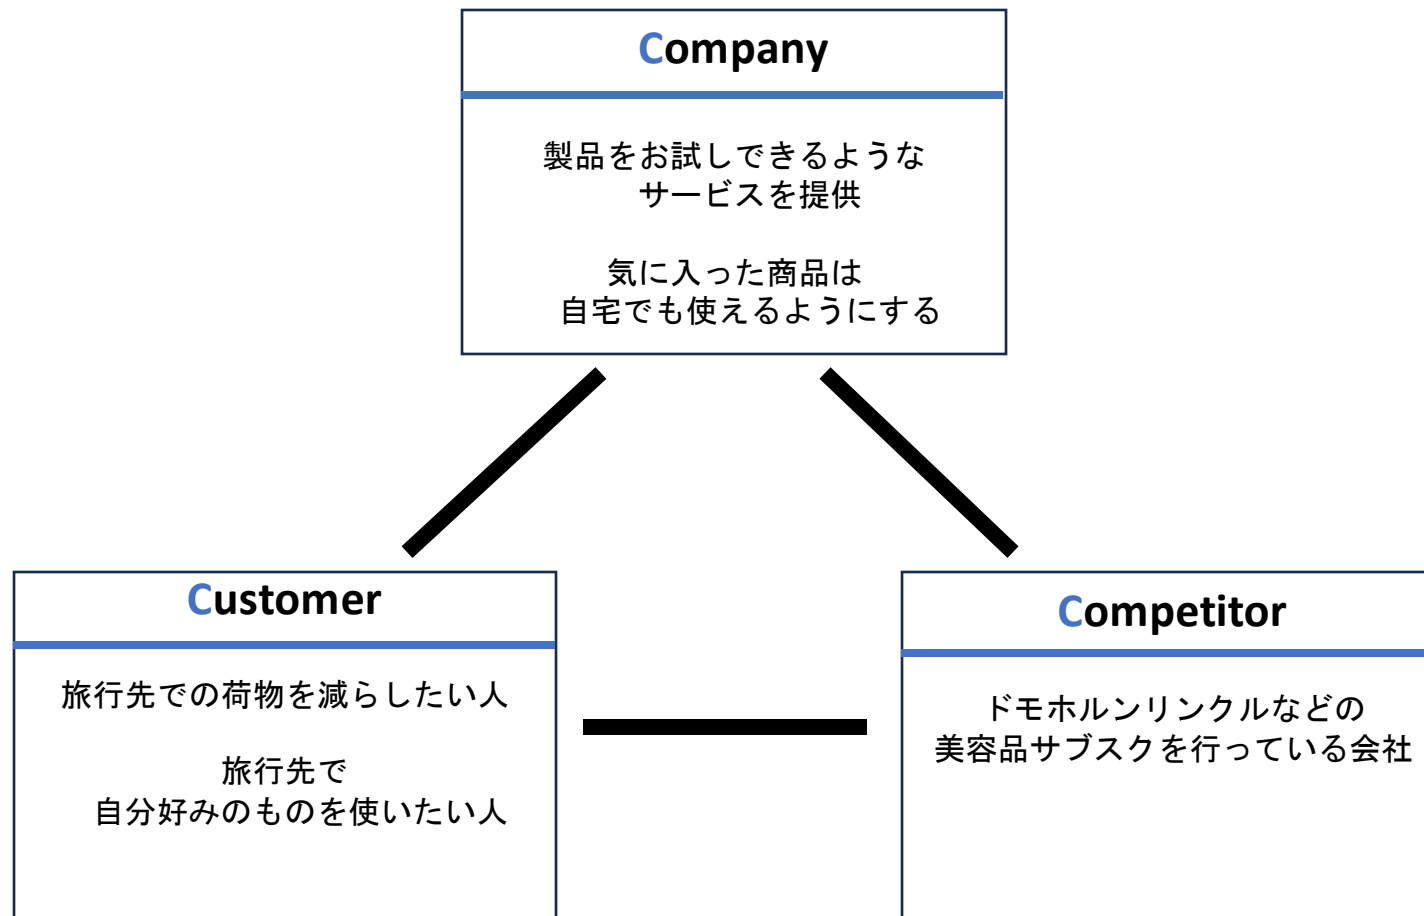 Company
製品をお試しできるような
サービスを提供
気に入った商品は
自宅でも使えるようにする
Customer
旅行先での荷物を減らしたい人
旅行先で
自分好みのものを使いたい人
Competitor
ドモホルンリンクルなどの
美容品サブスクを行っている会社